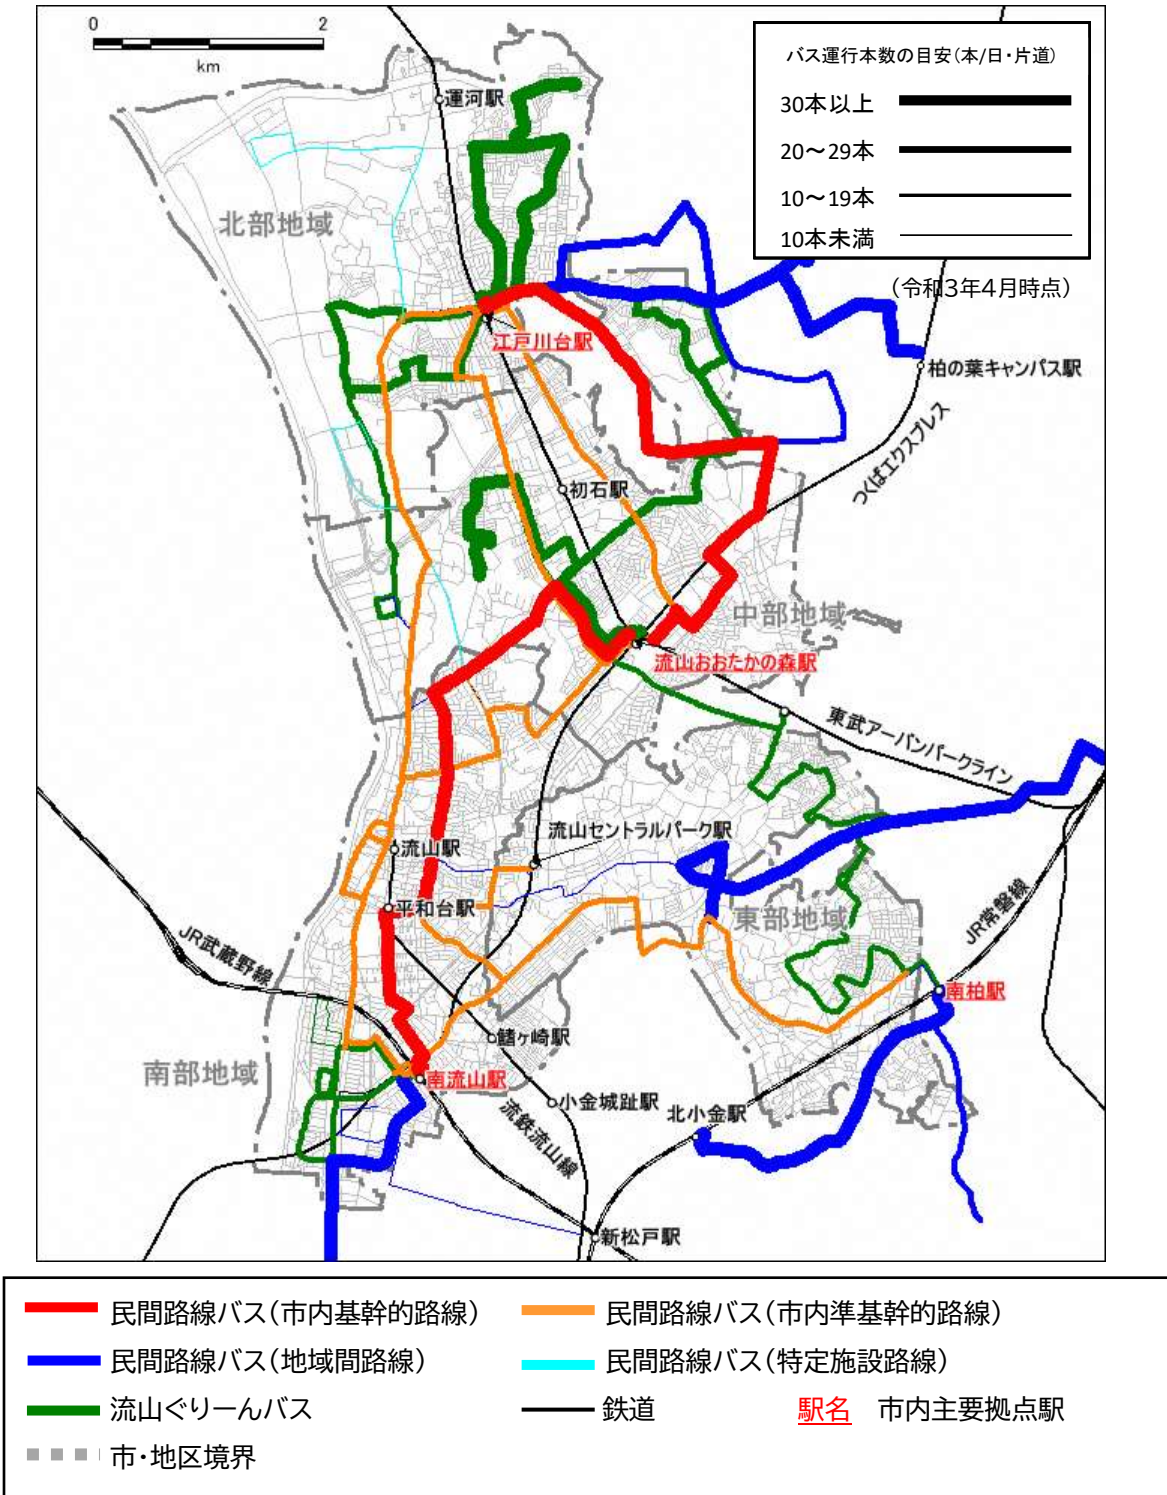 0 2
km
バス運行本数の目安(本/日・片道)
30本以上
20〜29本
10〜19本
10本未満
(令和3年4月時点)
運河駅
北部地域
江戸川台駅
柏の葉キャンパス駅
つくばエクスプレス
初石駅
中部地域
流山おおたかの森駅
東武アーバンパークライン
流山セントラルパーク駅
流山駅
平和台駅
東部地域
JR常磐線
JR武蔵野線
南柏駅
鰭ヶ崎駅
南部地域
南流山駅
小金城趾駅
北小金駅
流鉄流山線
新松戸駅
民間路線バス(市内基幹的路線)
民間路線バス(市内準基幹的路線)
民間路線バス(地域間路線)
民間路線バス(特定施設路線)
流山ぐりーんバス
鉄道
駅名 市内主要拠点駅
市・地区境界